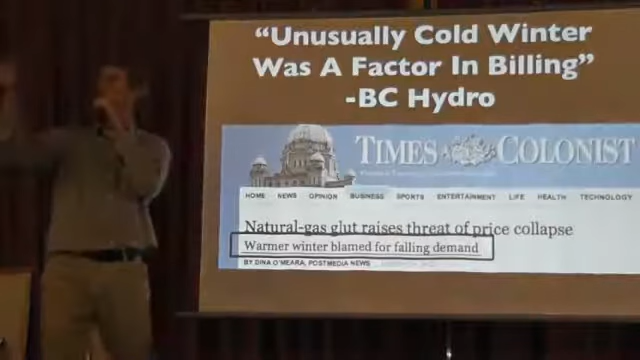 “Unusually Cold Winter
Was A Factor In Billing”
-BC Hydro
TIMES COLONIST
HOME NEWS OPINION BUSINESS SPORTS ENTERTAINMENT LIFE HEALTH TECHNOLOGY
Natural-gas glut raises threat of price collapse
Warmer winter blamed for falling demand
BY DINA O'MEARA, POSTMEDIA NEWS